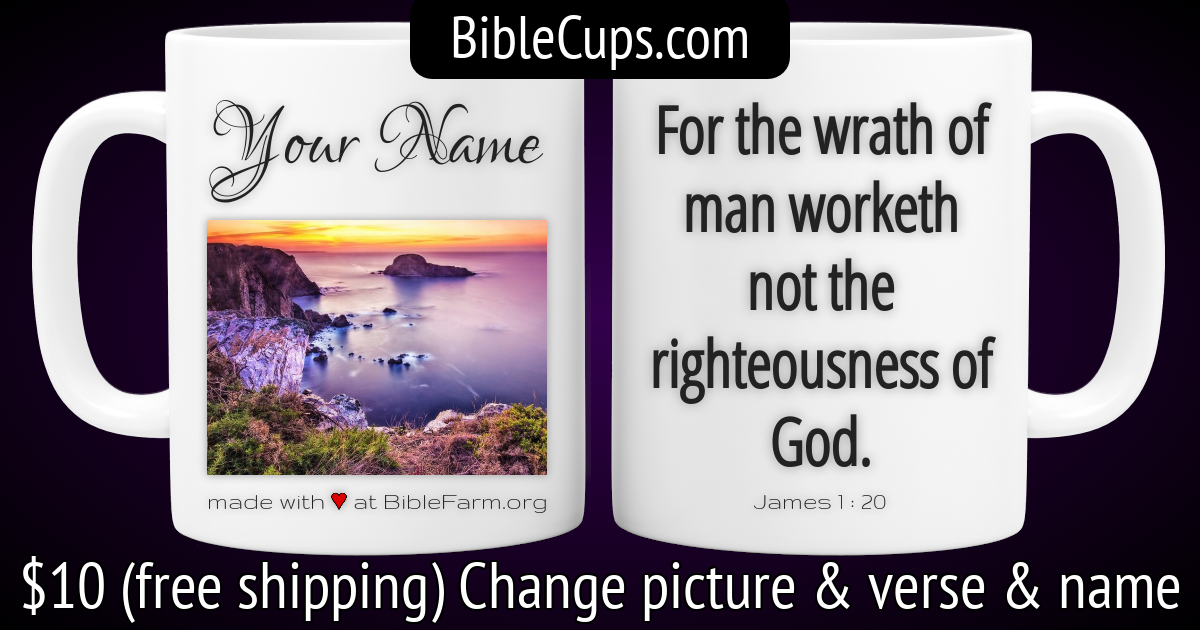 BibleCups.com
Your Name
made with ♥ at BibleFarm.org
For the wrath of
man worketh
not the
righteousness of
God.
James 1 : 20
$10 (free shipping) Change picture & verse & name